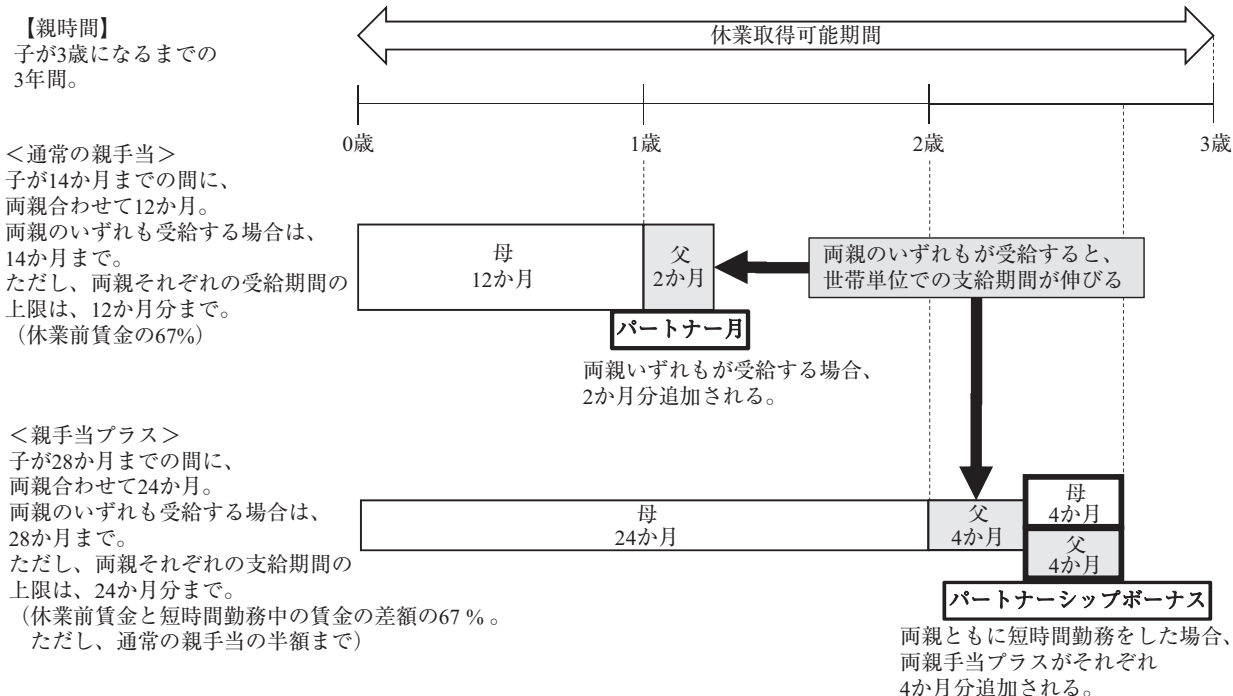 【親時間】
子が3歳になるまでの
3年間。
休業取得可能期間
0歳
1歳
2歳
3歳
＜通常の親手当＞
子が14か月までの間に、
両親合わせて12か月。
両親のいずれも受給する場合は、
14か月まで。
ただし、両親それぞれの受給期間の
上限は、12か月分まで。
（休業前賃金の67%）
母
12か月
父
2か月
両親のいずれもが受給すると、
世帯単位での支給期間が伸びる
パートナー月
両親いずれもが受給する場合、
2か月分追加される。
＜親手当プラス＞
子が28か月までの間に、
両親合わせて24か月。
両親のいずれも受給する場合は、
28か月まで。
ただし、両親それぞれの支給期間の
上限は、24か月分まで。
（休業前賃金と短時間勤務中の賃金の差額の67％。
ただし、通常の親手当の半額まで）
母
24か月
父
4か月
母
4か月
父
4か月
パートナーシップボーナス
両親ともに短時間勤務をした場合、
両親手当プラスがそれぞれ
4か月分追加される。